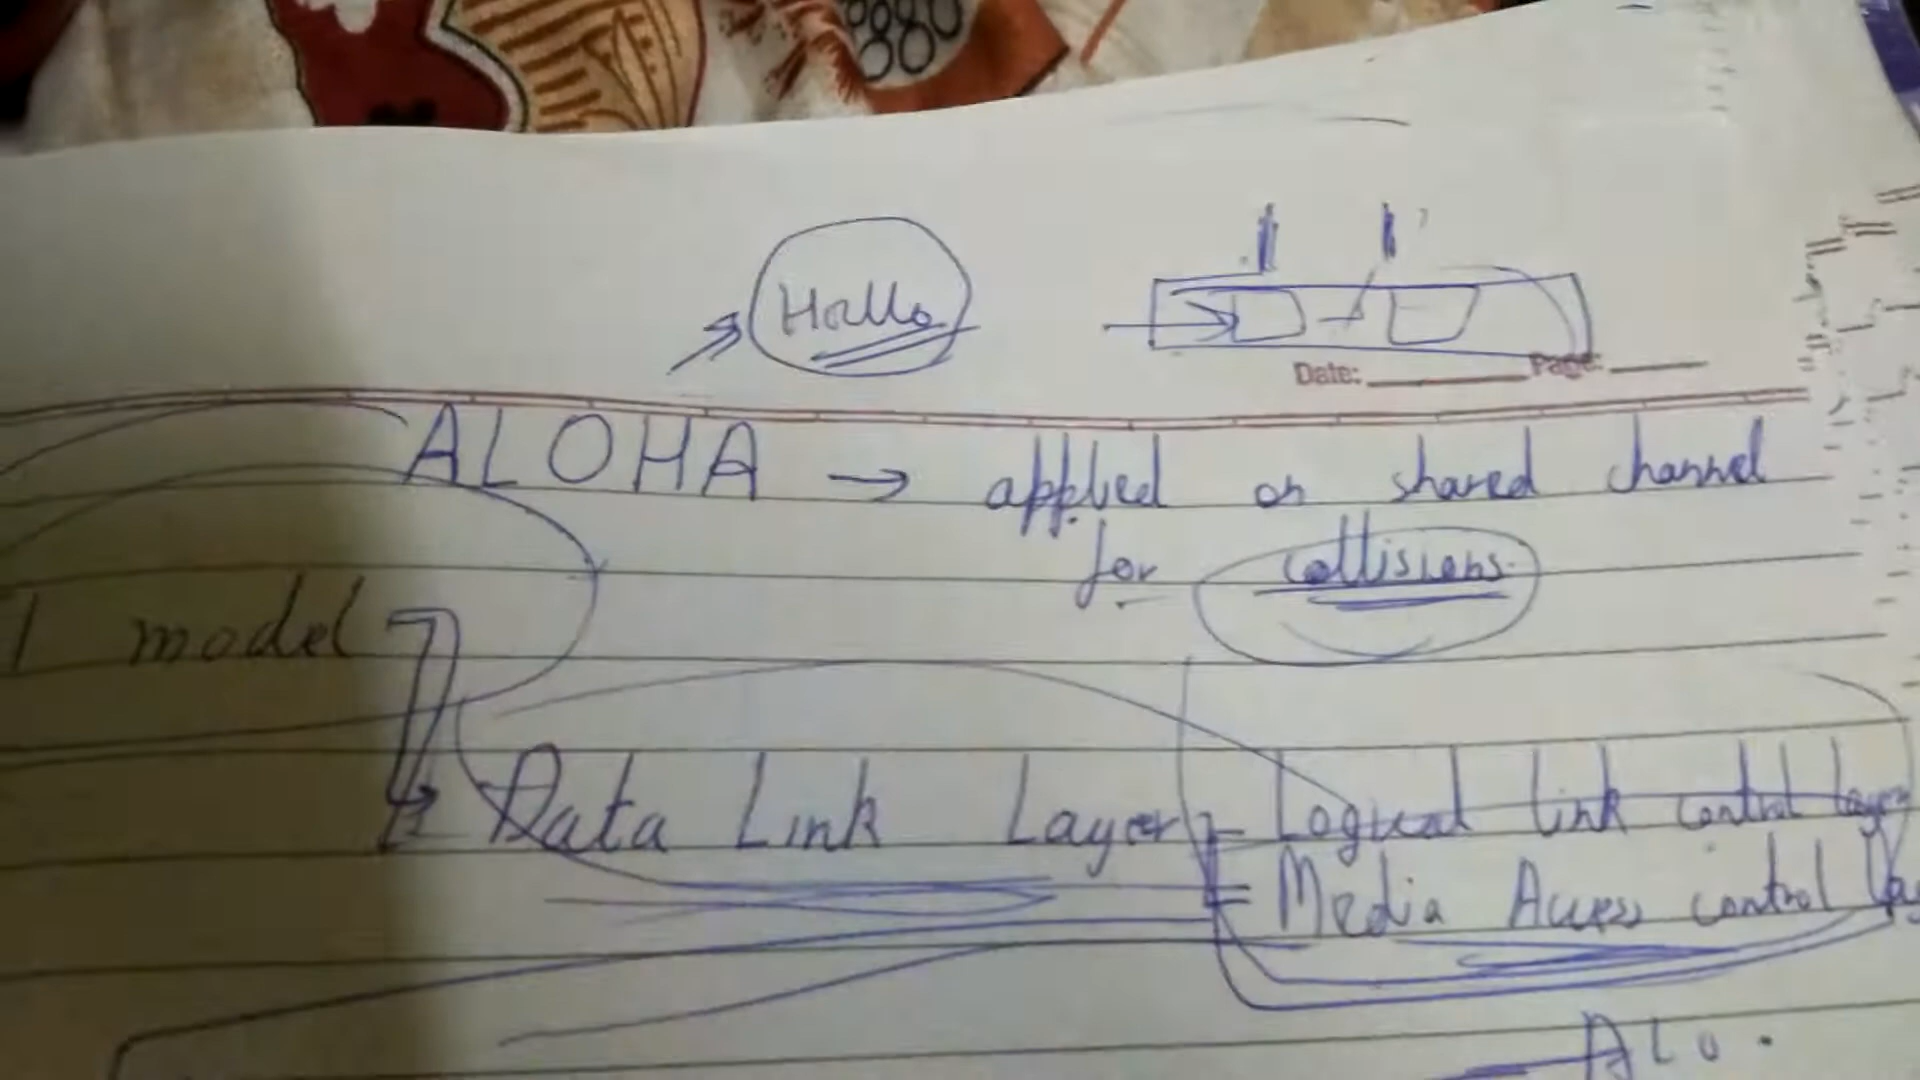 Hallo
Date: Page:
ALOHA → applied on shared channel
for collisions.
model
Data Link Layer Logical link control layer
Media Access control
ALO.